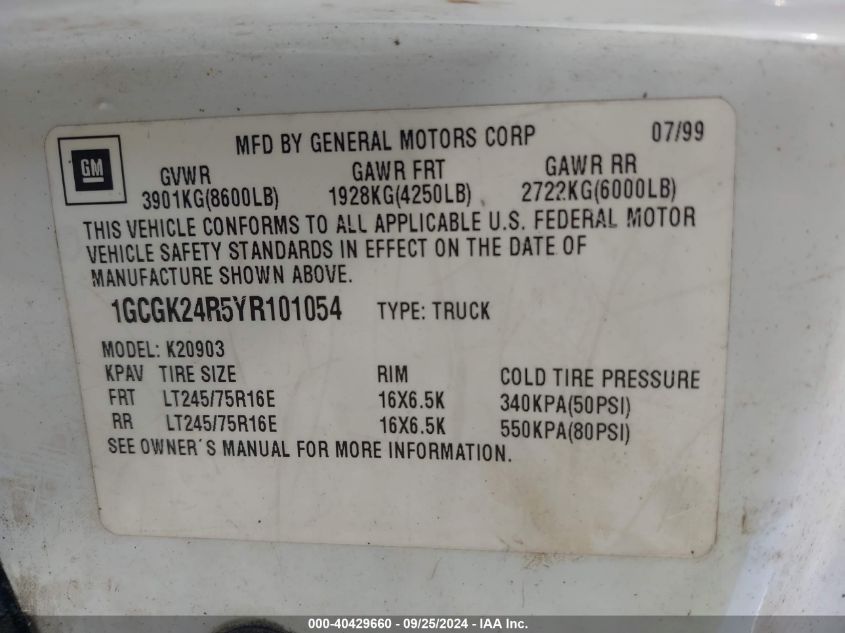 MFD BY GENERAL MOTORS CORP 07/99
GM
GVWR GAWR FRT GAWR RR
3901KG(8600LB) 1928KG(4250LB) 2722KG(6000LB)
THIS VEHICLE CONFORMS TO ALL APPLICABLE U.S. FEDERAL MOTOR
VEHICLE SAFETY STANDARDS IN EFFECT ON THE DATE OF
MANUFACTURE SHOWN ABOVE.
1GCGK24R5YR101054 TYPE: TRUCK
MODEL: K20903
KPAV TIRE SIZE RIM COLD TIRE PRESSURE
FRT LT245/75R16E 16X6.5K 340KPA(50PSI)
RR LT245/75R16E 16X6.5K 550KPA(80PSI)
SEE OWNER'S MANUAL FOR MORE INFORMATION.
000-40429660 - 09/25/2024 - IAA Inc.